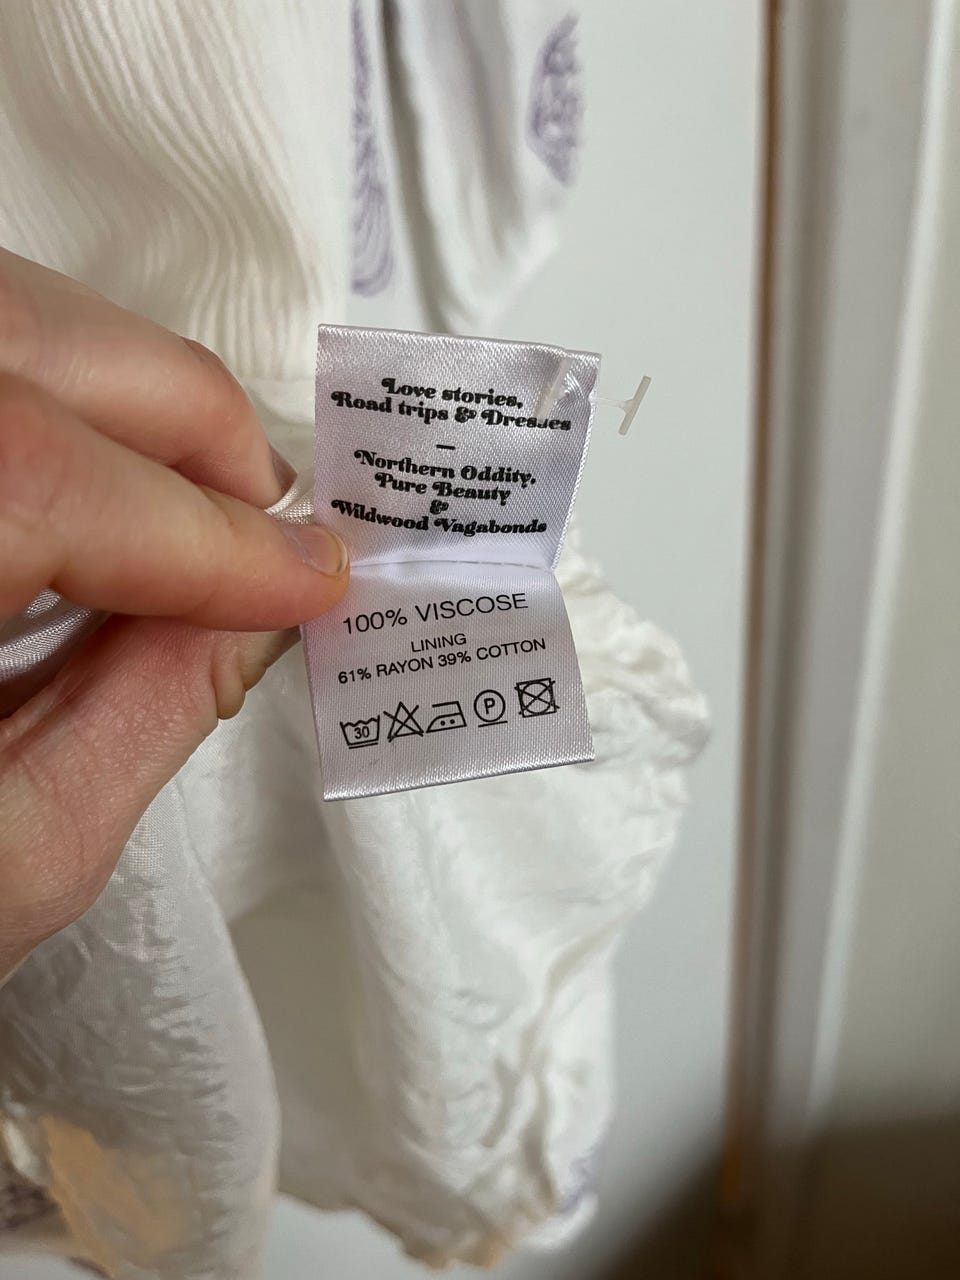 Love stories,
Road trips & Dresses
—
Northern Oddity,
Pure Beauty
&
Wildwood Vagabonds
100% VISCOSE
LINING
61% RAYON 39% COTTON
30
P